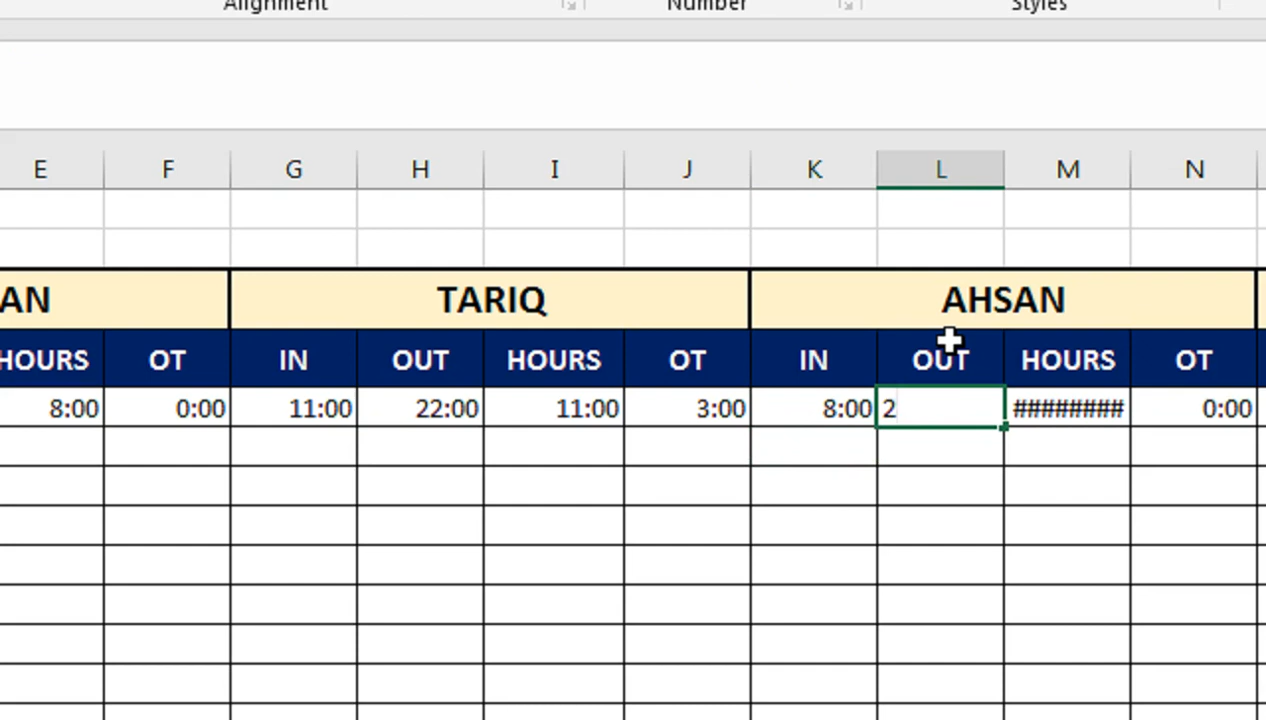 Alignment Number Styles
E F G H I J K L M N
AN TARIQ AHSAN
HOURS OT IN OUT HOURS OT IN OUT HOURS OT
8:00 0:00 11:00 22:00 11:00 3:00 8:00 2 ######## 0:00